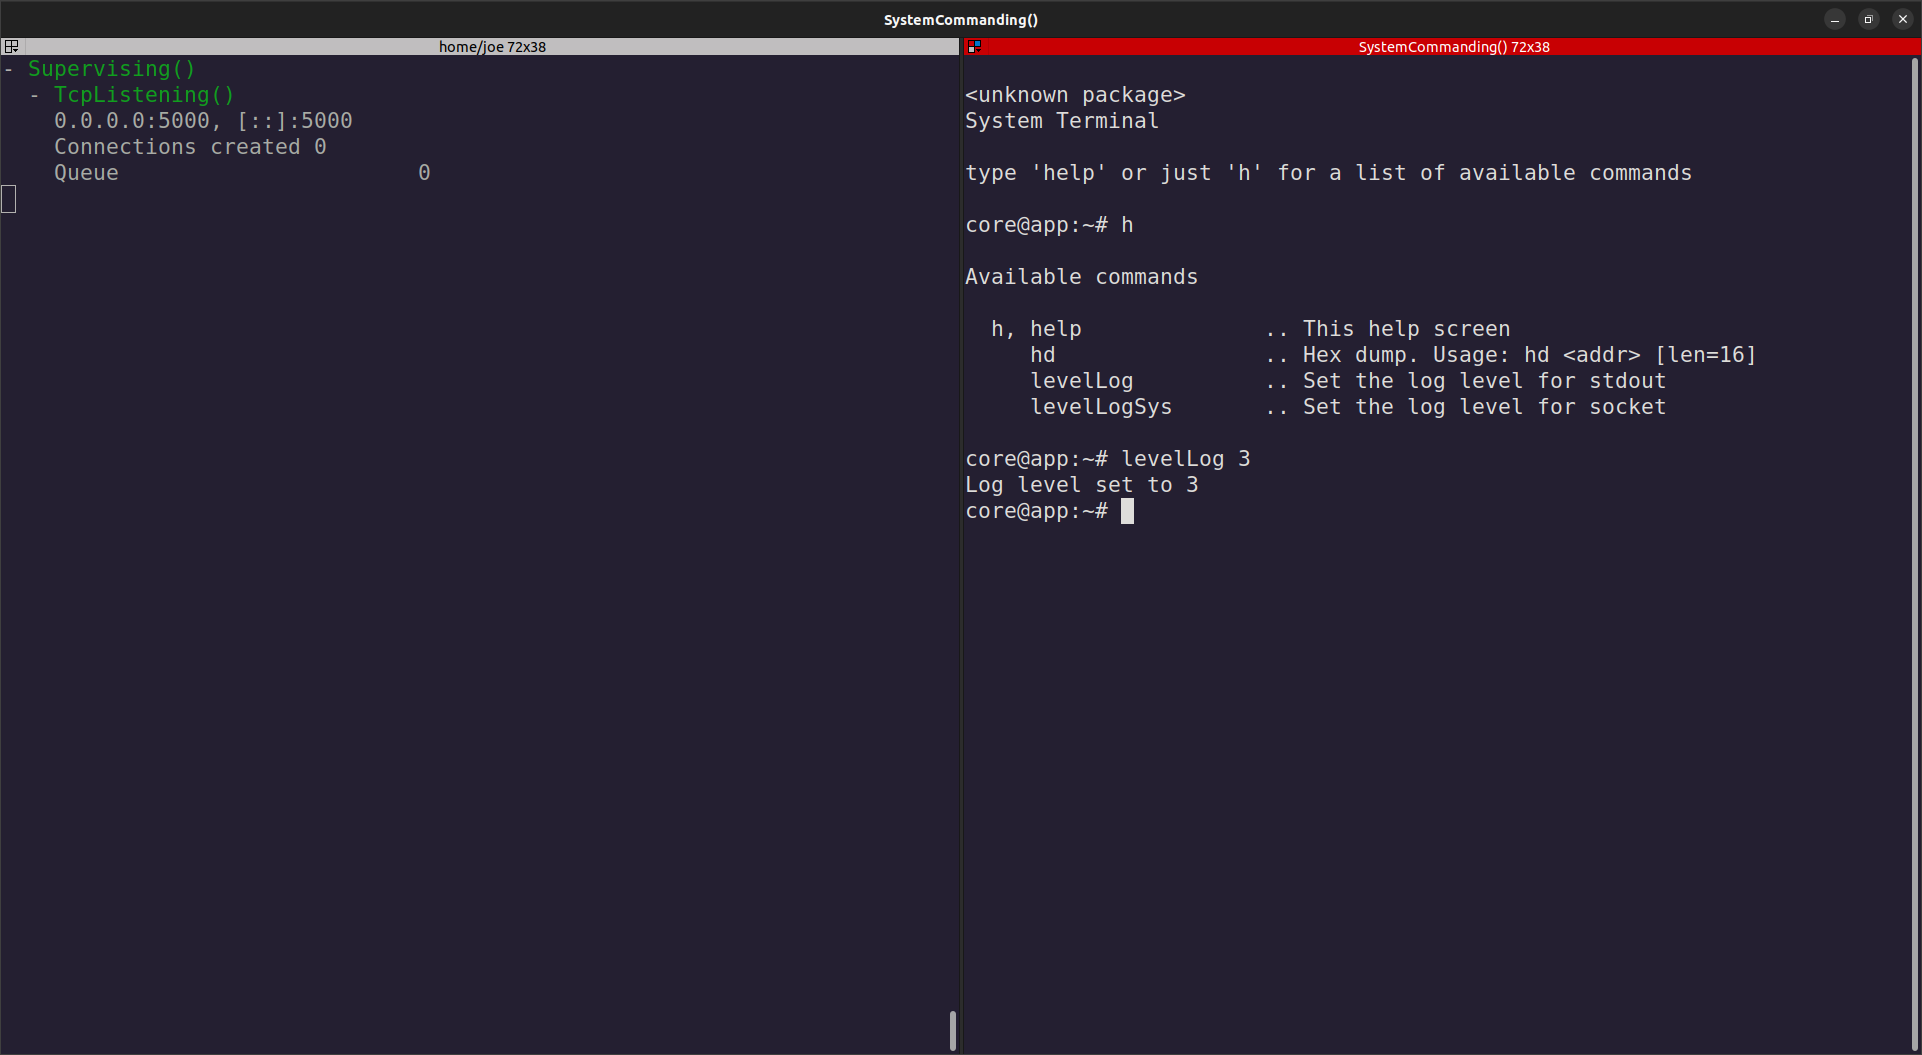 SystemCommanding()
home/joe 72x38
- Supervising()
  - TcpListening()
    0.0.0.0:5000, [::]:5000
    Connections created 0
    Queue                       0
SystemCommanding() 72x38
<unknown package>
System Terminal
type 'help' or just 'h' for a list of available commands
core@app:~# h
Available commands
  h, help              .. This help screen
     hd                .. Hex dump. Usage: hd <addr> [len=16]
     levelLog          .. Set the log level for stdout
     levelLogSys       .. Set the log level for socket
core@app:~# levelLog 3
Log level set to 3
core@app:~#